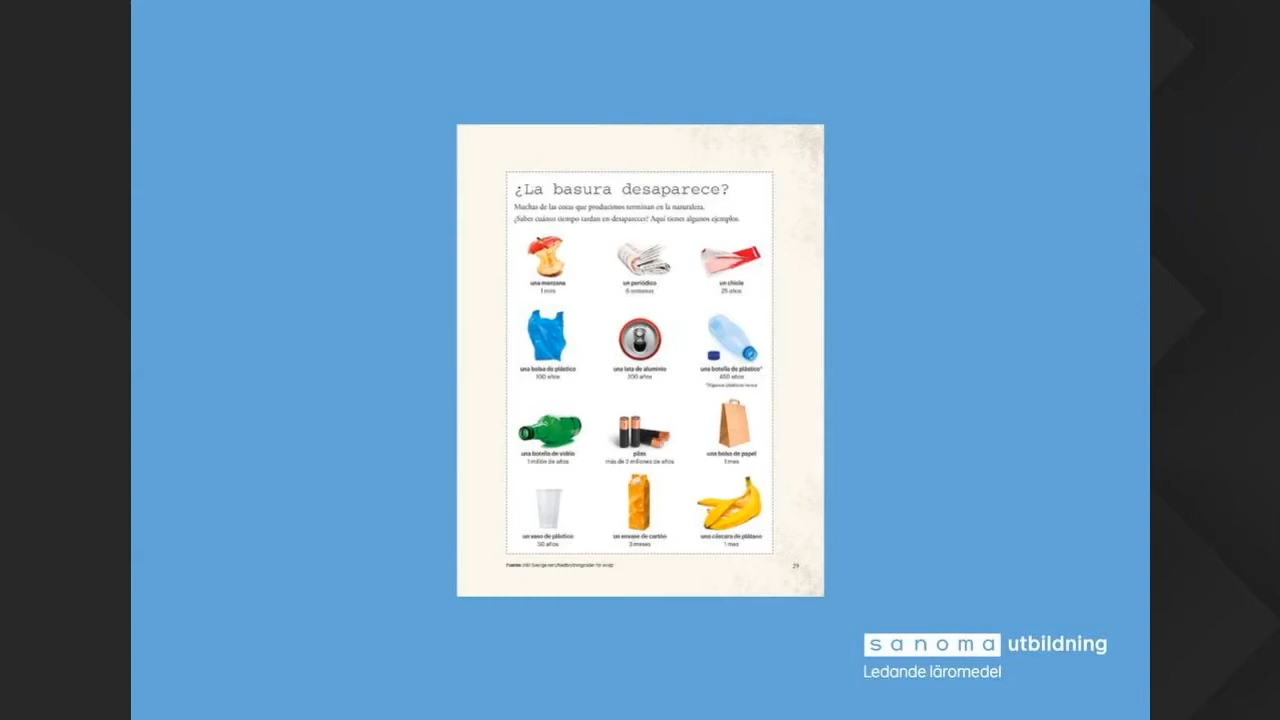 ¿La basura desaparece?
Muchas de las cosas que producimos terminan en la naturaleza.
¿Sabes cuánto tiempo tardan en desaparecer? Aquí tienes algunos ejemplos.
una manzana
1 mes
un periódico
6 semanas
un chicle
25 años
una bolsa de plástico
100 años
una lata de aluminio
200 años
una botella de plástico*
450 años
una botella de vidrio
1 millón de años
pilas
más de 2 millones de años
una bolsa de papel
1 mes
un vaso de plástico
50 años
un envase de cartón
3 meses
una cáscara de plátano
1 mes
29
sanoma utbildning
Ledande läromedel